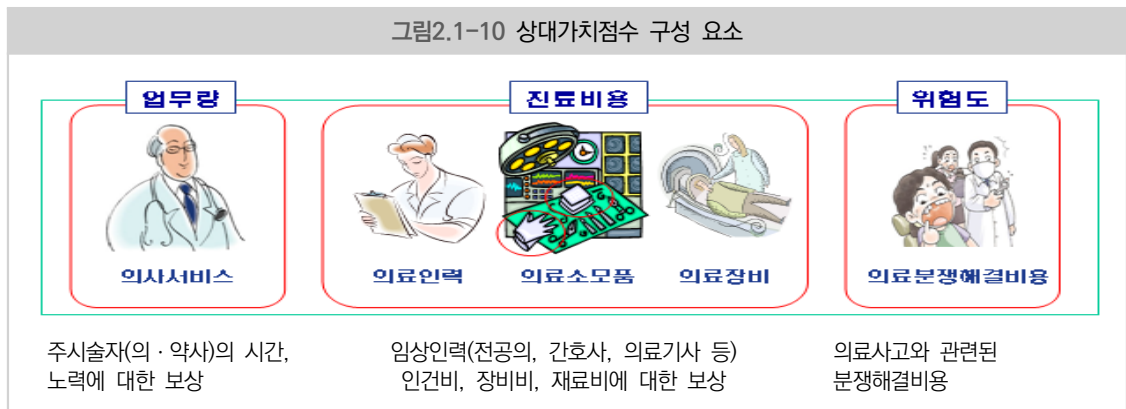 그림2.1-10 상대가치점수 구성 요소
업무량 진료비용 위험도
의사서비스 의료인력 의료소모품 의료장비 의료분쟁해결비용
주시술자(의·약사)의 시간,
노력에 대한 보상
임상인력(전공의, 간호사, 의료기사 등)
인건비, 장비비, 재료비에 대한 보상
의료사고와 관련된
분쟁해결비용